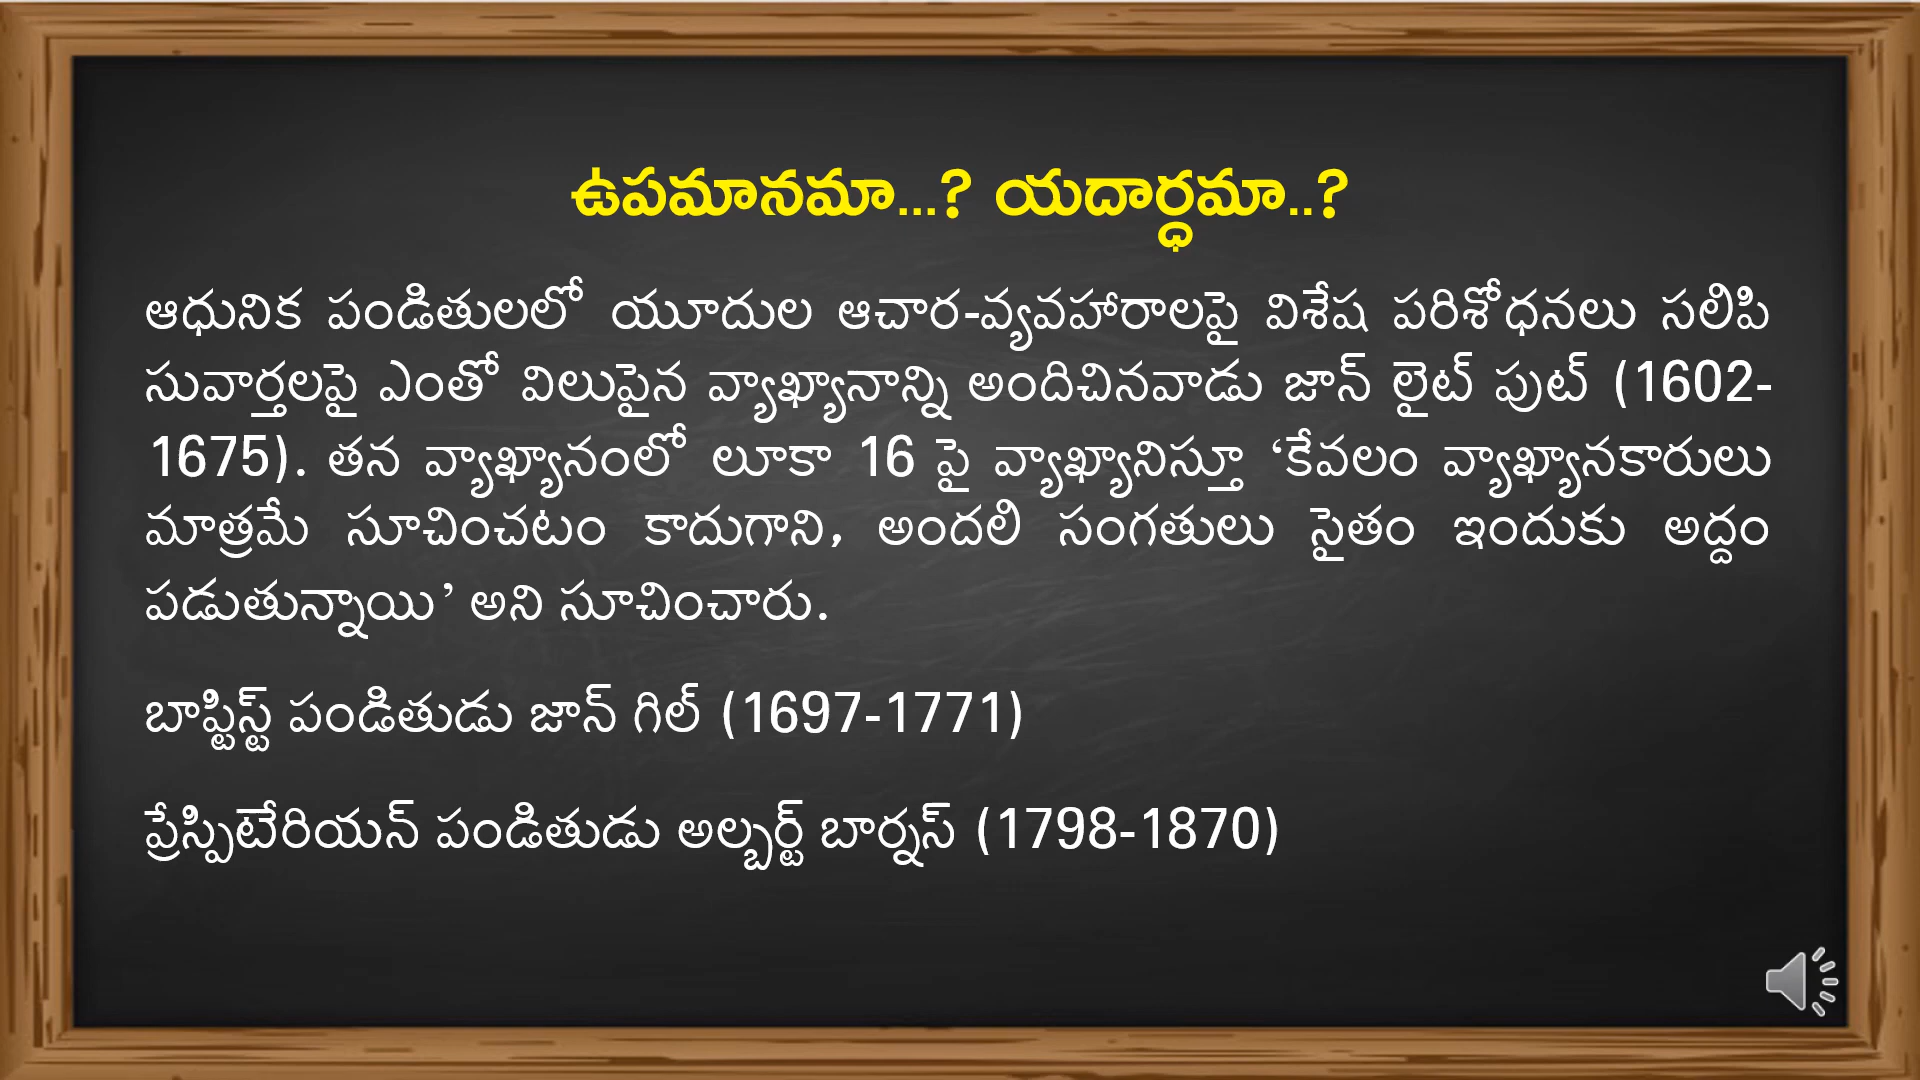 ఉపమానమా...? యదార్ధమా..?
ఆధునిక పండితులలో యూదుల ఆచార-వ్యవహారాలపై విశేష పరిశోధనలు సలిపి
సువార్తలపై ఎంతో విలుపైన వ్యాఖ్యానాన్ని అందిచినవాడు జాన్ లైట్ పుట్ (1602-
1675). తన వ్యాఖ్యానంలో లూకా 16 పై వ్యాఖ్యానిస్తూ ‘కేవలం వ్యాఖ్యానకారులు
మాత్రమే సూచించటం కాదుగాని, అందలి సంగతులు సైతం ఇందుకు అద్దం
పడుతున్నాయి’ అని సూచించారు.
బాప్టిస్ట్ పండితుడు జాన్ గిల్ (1697-1771)
ప్రేస్పిటేరియన్ పండితుడు అల్బర్ట్ బార్నస్ (1798-1870)